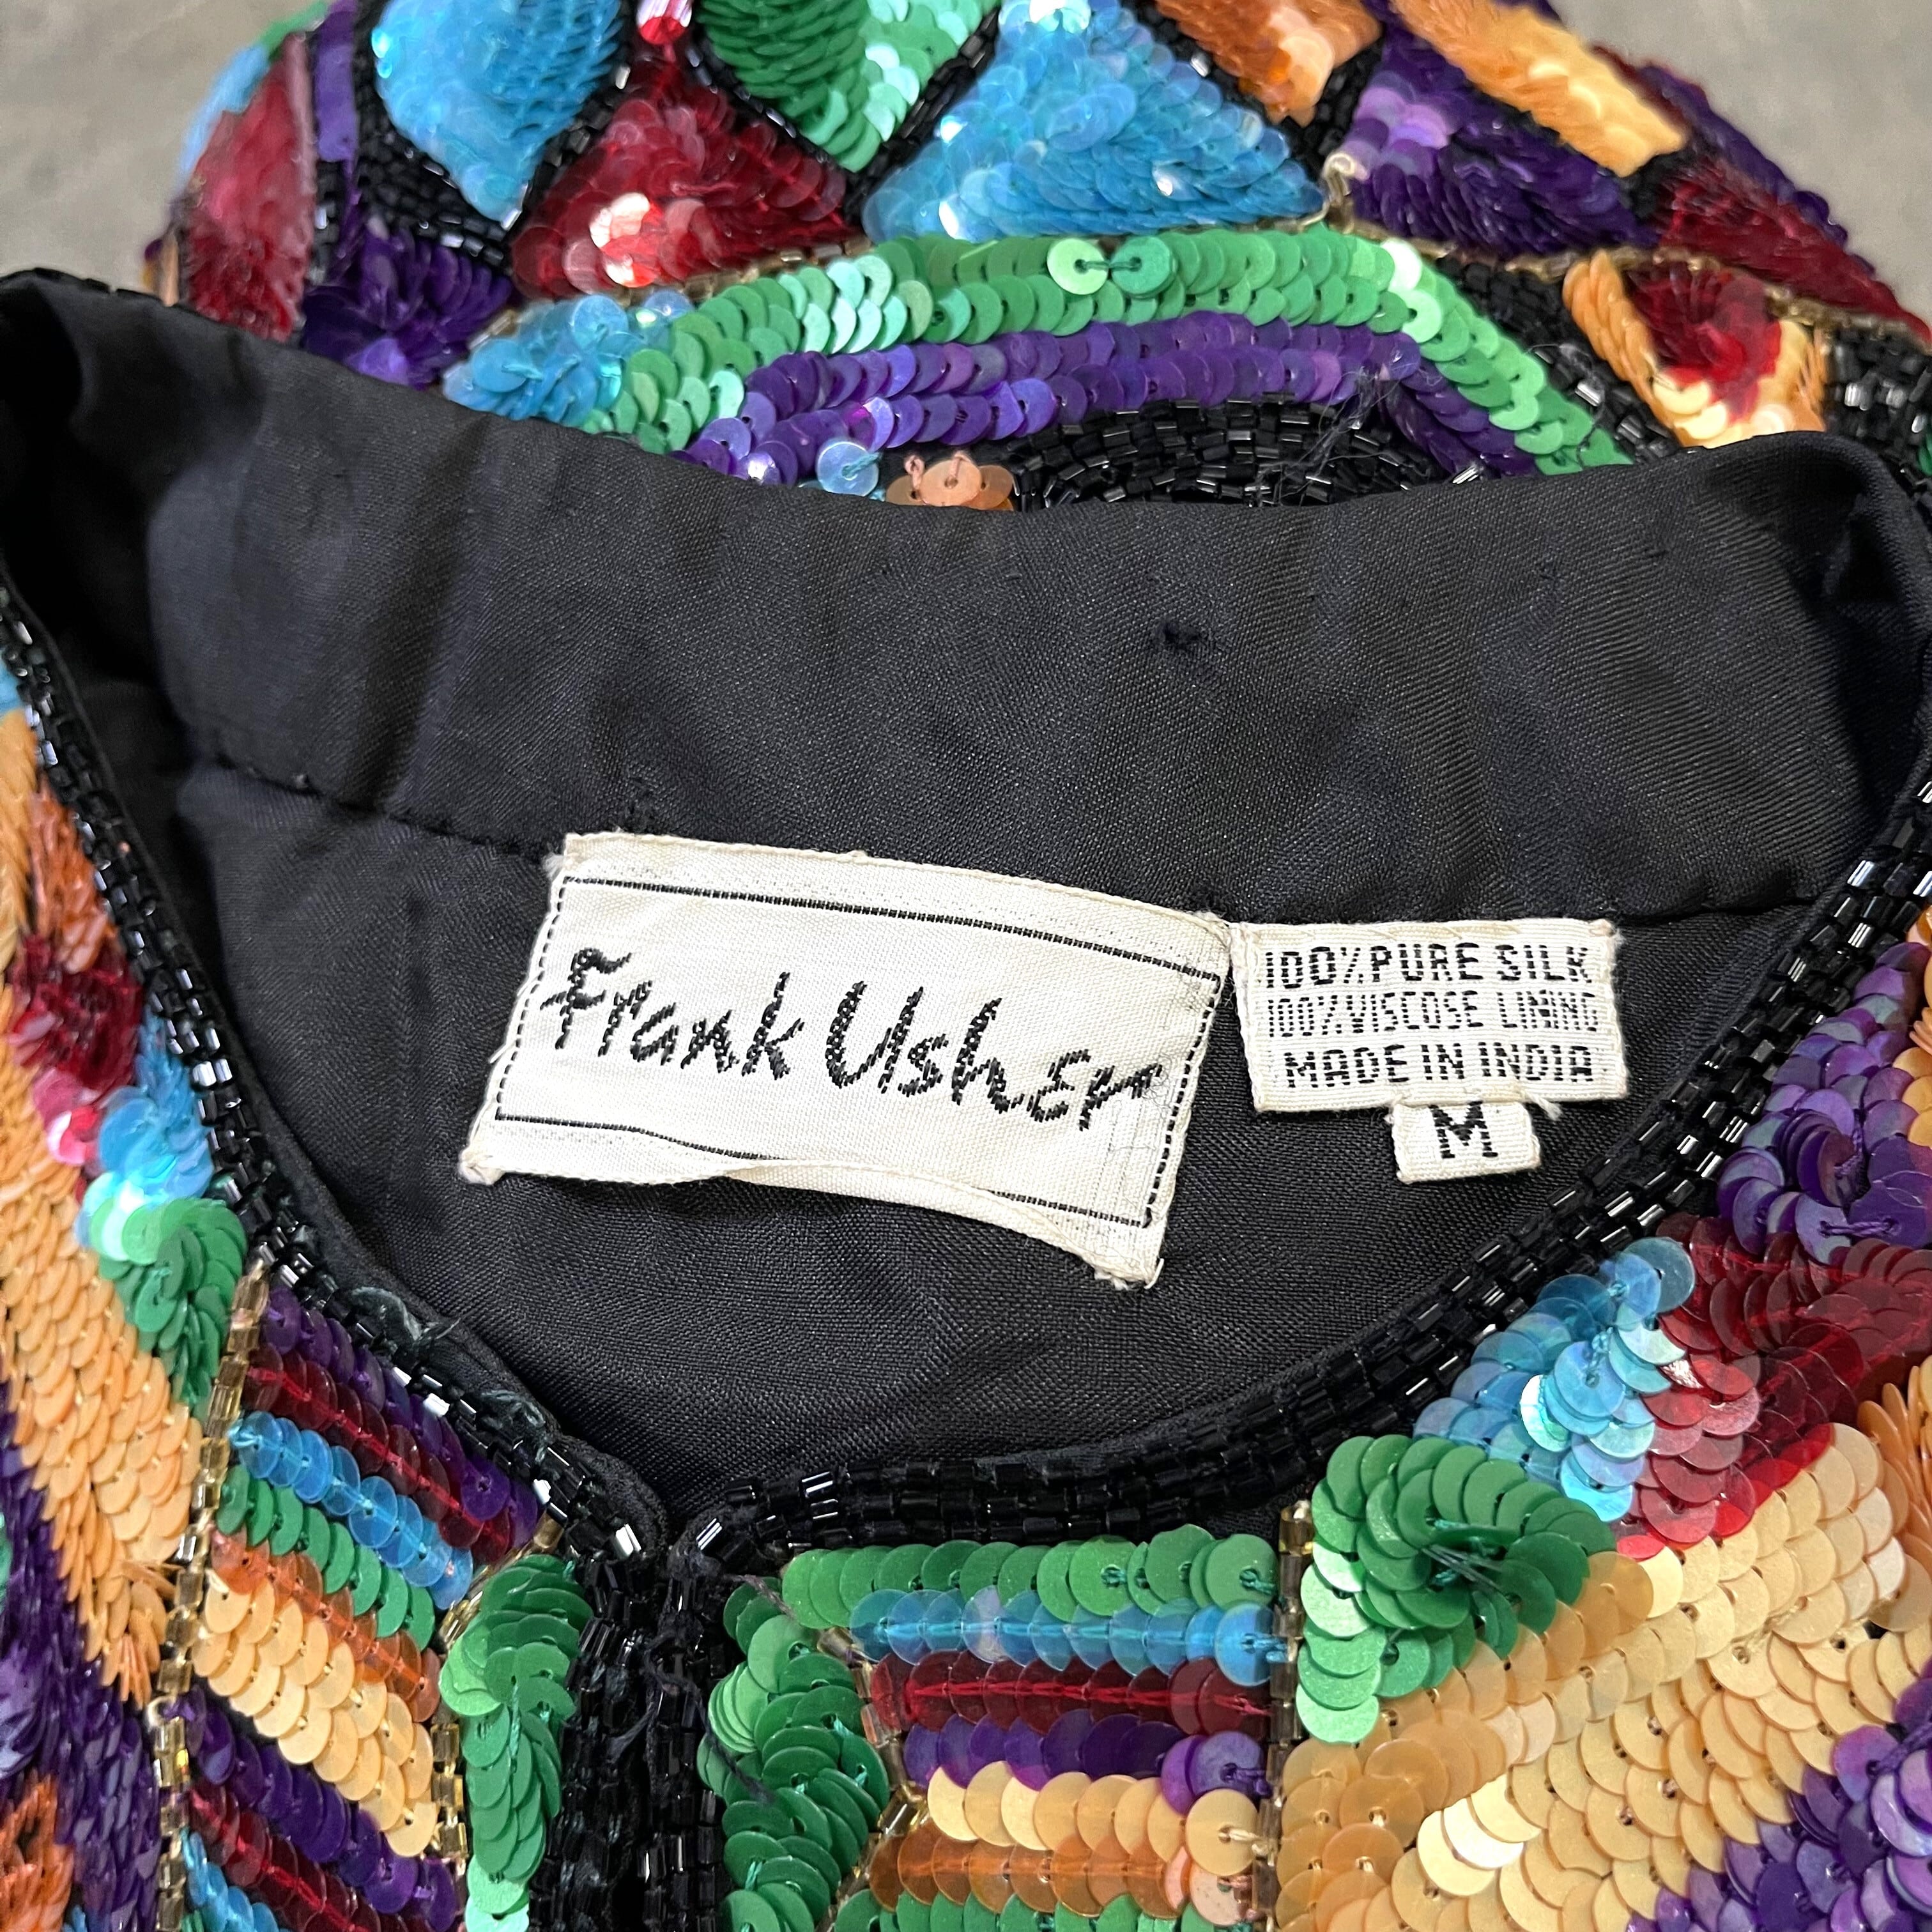 Frank Usher
100% PURE SILK
100% VISCOSE LINING
MADE IN INDIA
M